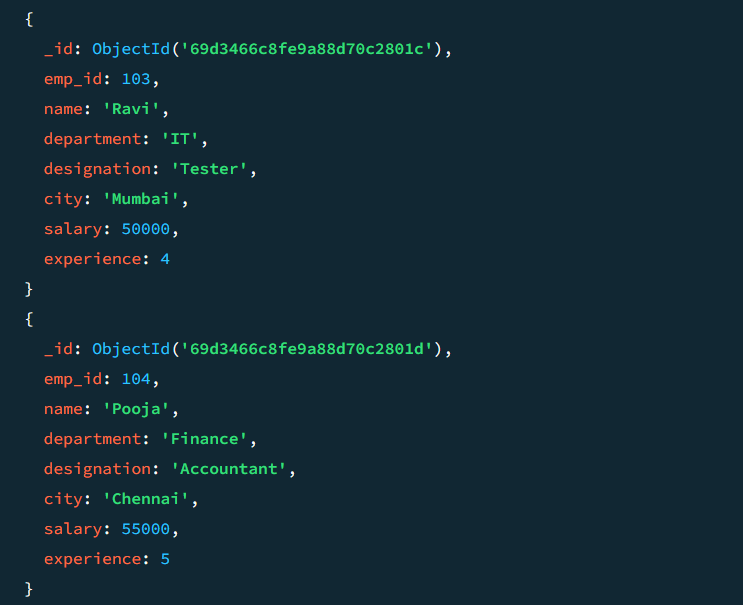 {
  _id: ObjectId('69d3466c8fe9a88d70c2801c'),
  emp_id: 103,
  name: 'Ravi',
  department: 'IT',
  designation: 'Tester',
  city: 'Mumbai',
  salary: 50000,
  experience: 4
}
{
  _id: ObjectId('69d3466c8fe9a88d70c2801d'),
  emp_id: 104,
  name: 'Pooja',
  department: 'Finance',
  designation: 'Accountant',
  city: 'Chennai',
  salary: 55000,
  experience: 5
}